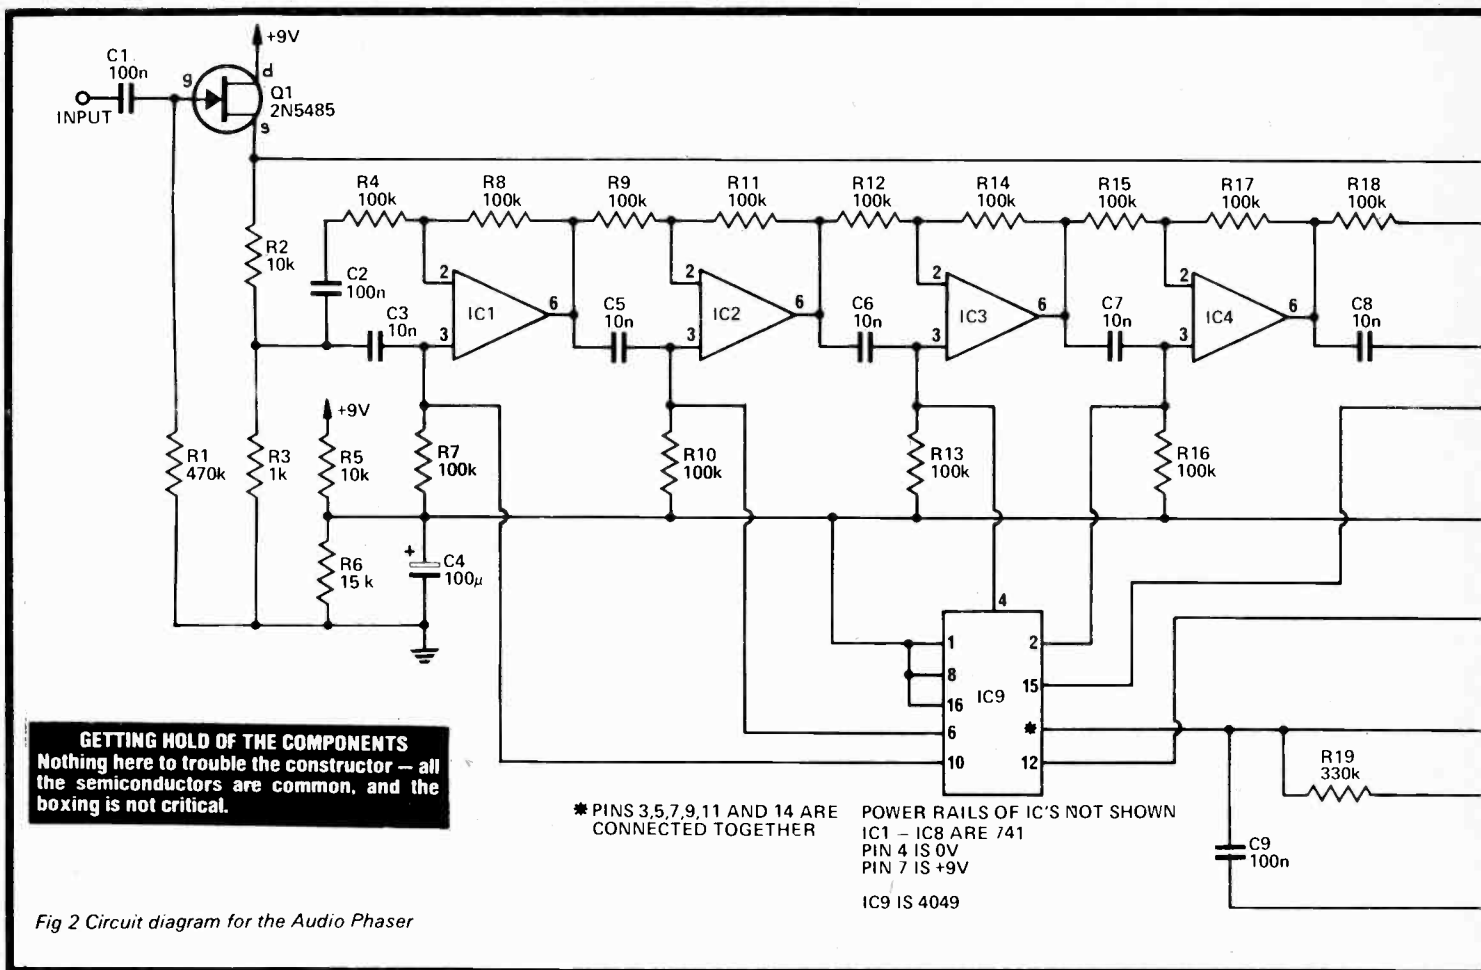 +9V
C1
100n
g
d
Q1
2N5485
s
INPUT
R4
100k
R8
100k
R9
100k
R11
100k
R12
100k
R14
100k
R15
100k
R17
100k
R18
100k
R2
10k
C2
100n
C3
10n
2
3
IC1
6
C5
10n
2
3
IC2
6
C6
10n
2
3
IC3
6
C7
10n
2
3
IC4
6
C8
10n
+9V
R1
470k
R3
1k
R5
10k
R7
100k
R10
100k
R13
100k
R16
100k
R6
15 k
+
C4
100µ
4
1
8
16
6
10
IC9
2
15
*
12
R19
330k
C9
100n
GETTING HOLD OF THE COMPONENTS
Nothing here to trouble the constructor — all
the semiconductors are common, and the
boxing is not critical.
* PINS 3,5,7,9,11 AND 14 ARE
CONNECTED TOGETHER
POWER RAILS OF IC'S NOT SHOWN
IC1 – IC8 ARE 741
PIN 4 IS 0V
PIN 7 IS +9V
IC9 IS 4049
Fig 2 Circuit diagram for the Audio Phaser